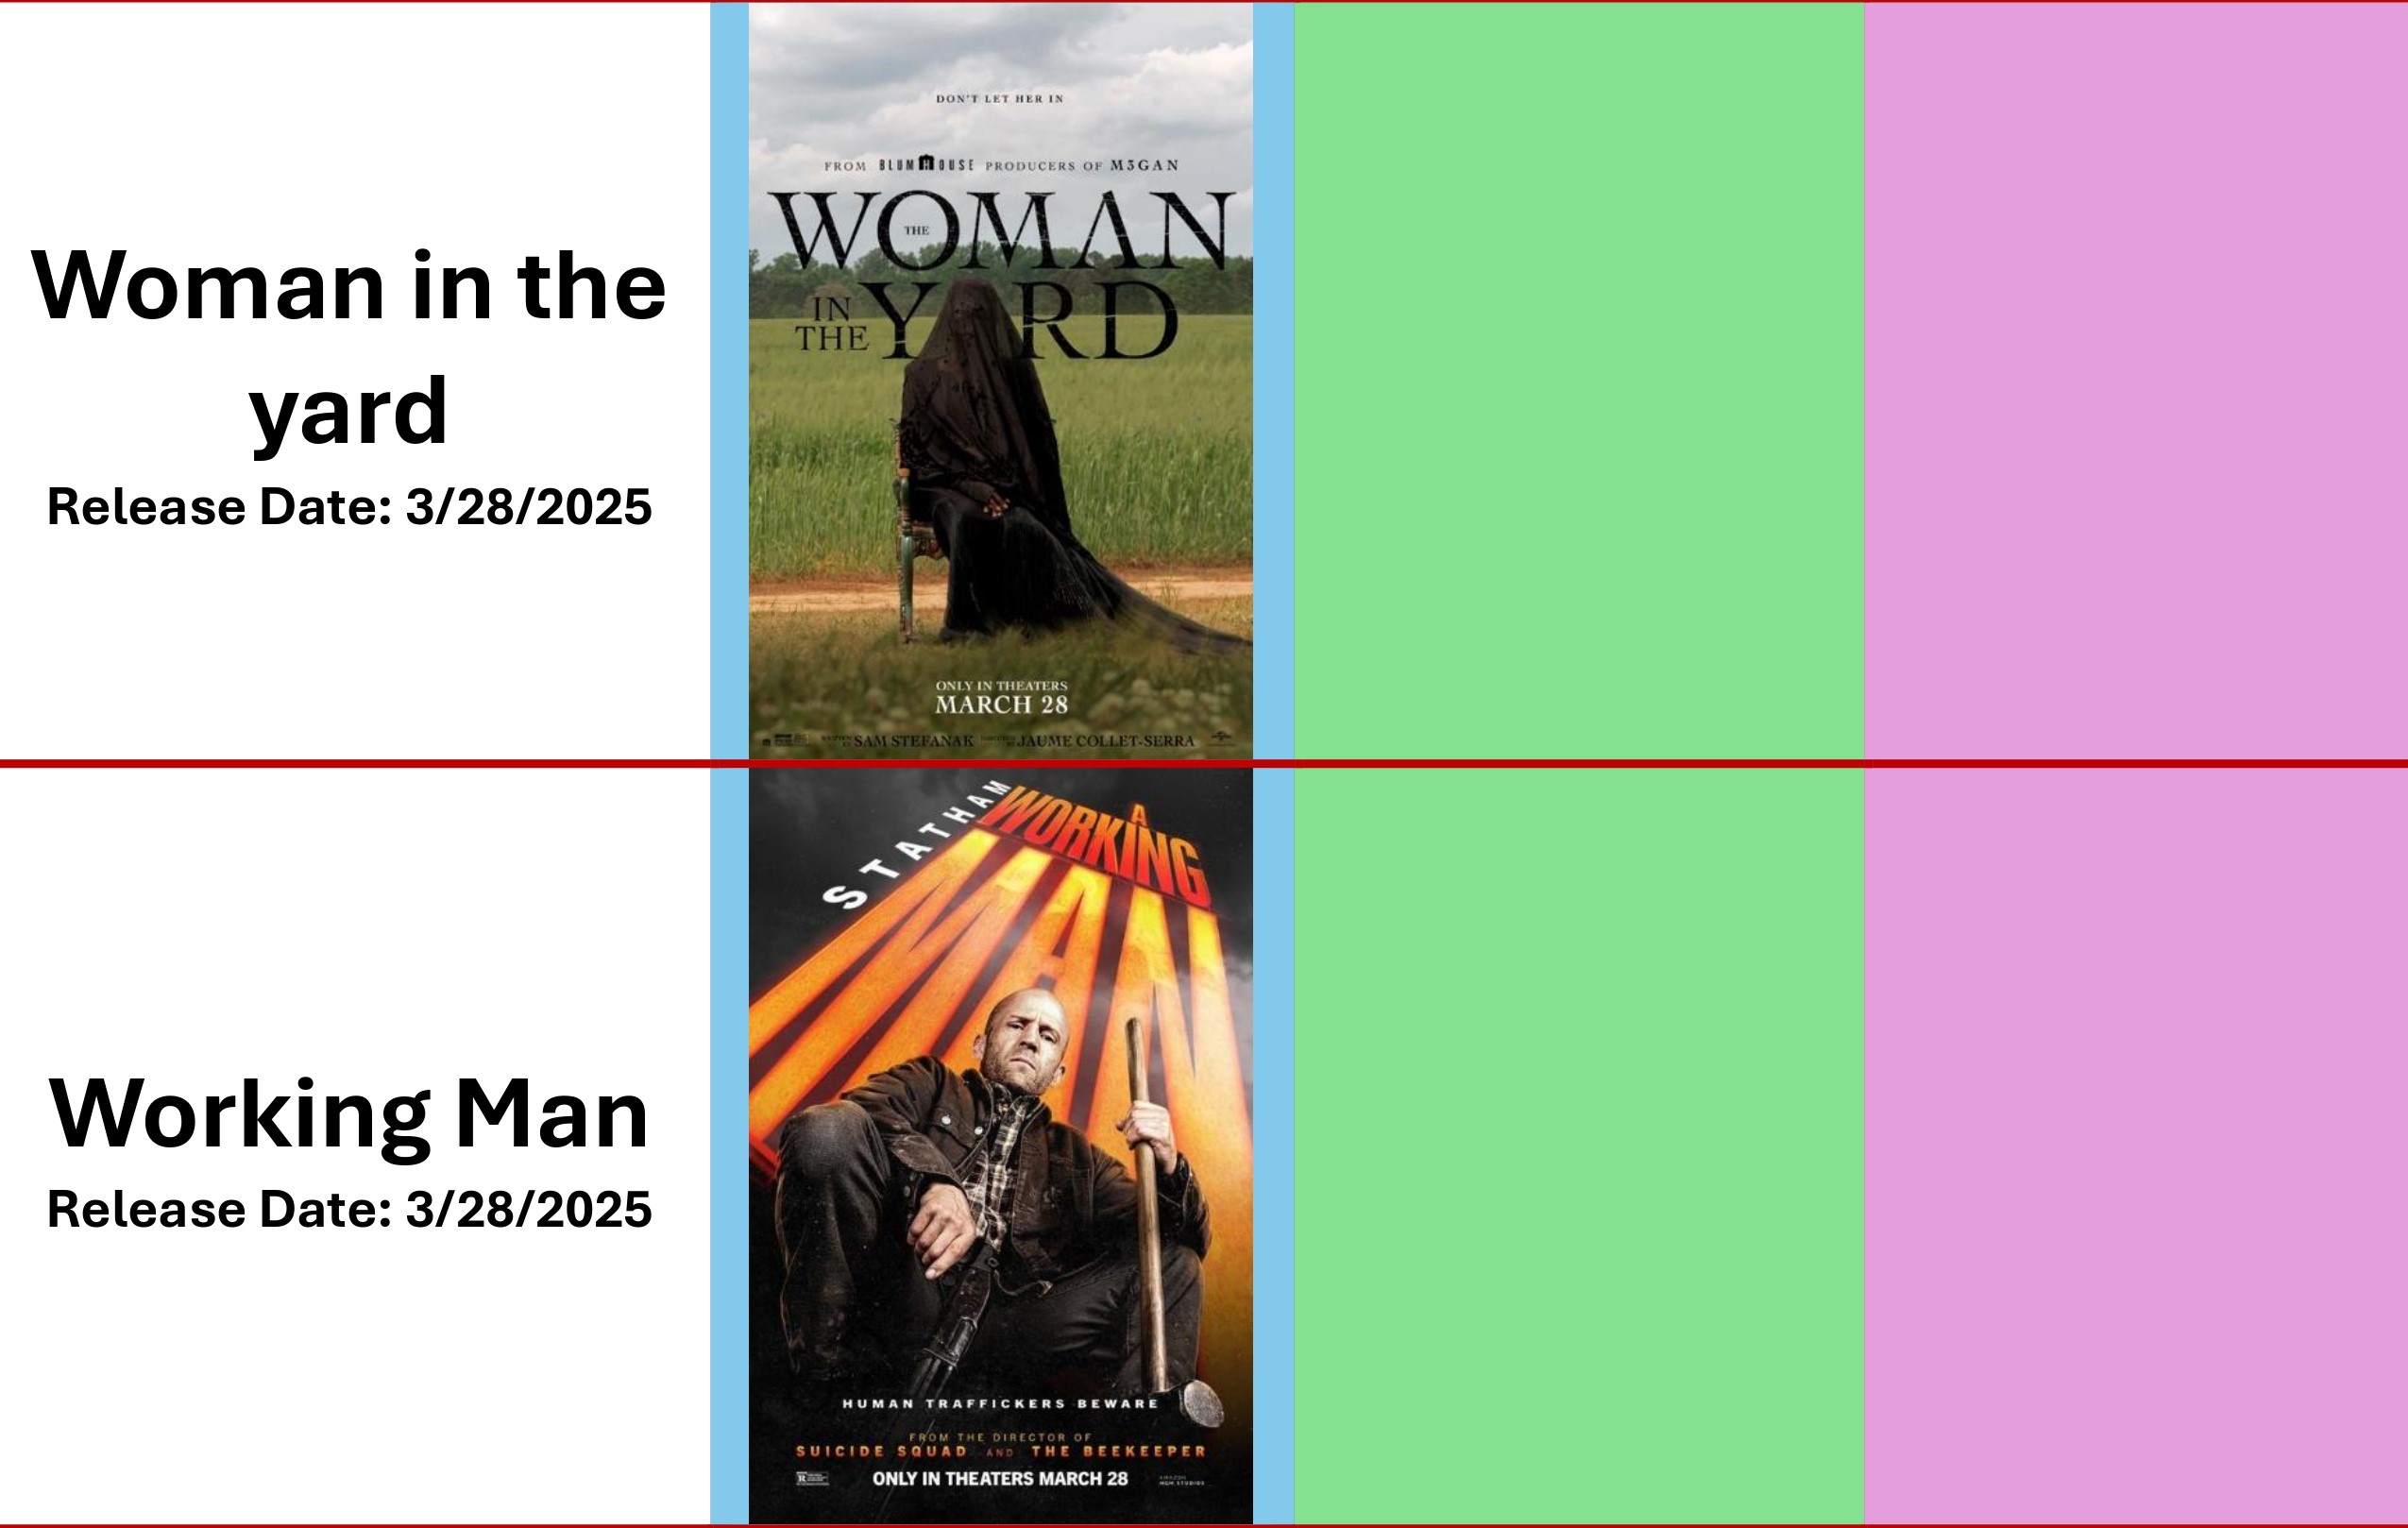 Woman in the
yard
Release Date: 3/28/2025
DON'T LET HER IN
FROM BLUMHOUSE PRODUCERS OF M3GAN
THE
WOMAN
IN
THE
YARD
ONLY IN THEATERS
MARCH 28
SAM STEFANAK JAUME COLLET-SERRA
Working Man
Release Date: 3/28/2025
STATHAM
A
WORKING
MAN
HUMAN TRAFFICKERS BEWARE
FROM THE DIRECTOR OF
SUICIDE SQUAD AND THE BEEKEEPER
R
ONLY IN THEATERS MARCH 28
AMAZON
MGM STUDIOS